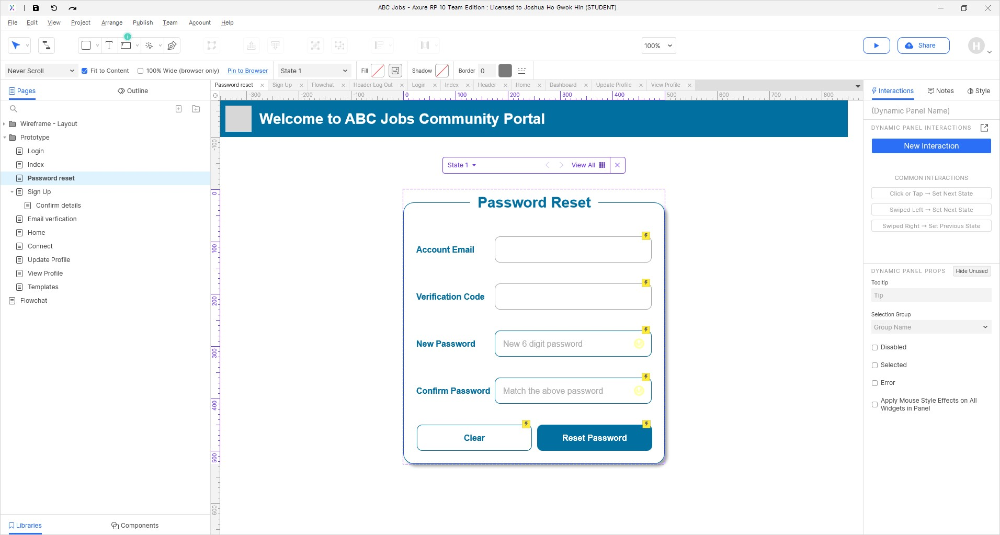 ABC Jobs - Axure RP 10 Team Edition : Licensed to Joshua Ho Gwok Hin (STUDENT)
File Edit View Project Arrange Publish Team Account Help
100%
Share
H
Never Scroll
Fit to Content
100% Wide (browser only)
Pin to Browser
State 1
Fill
Shadow
Border 0
Pages
Outline
Password reset
Sign Up
Flowchat
Header Log Out
Login
Index
Header
Home
Dashboard
Update Profile
View Profile
Interactions
Notes
Style
-300 -200 -100 0 100 200 300 400 500 600 700 800
Wireframe - Layout
Prototype
Login
Index
Password reset
Sign Up
Confirm details
Email verfication
Home
Connect
Update Profile
View Profile
Templates
Flowchat
Libraries
Components
-100
0
100
200
300
400
500
600
Welcome to ABC Jobs Community Portal
State 1
View All
Password Reset
Account Email
Verification Code
New Password
New 6 digit password
Confirm Password
Match the above password
Clear
Reset Password
(Dynamic Panel Name)
DYNAMIC PANEL INTERACTIONS
New Interaction
COMMON INTERACTIONS
Click or Tap → Set Next State
Swiped Left → Set Next State
Swiped Right → Set Previous State
DYNAMIC PANEL PROPS
Hide Unused
Tooltip
Tip
Selection Group
Group Name
Disabled
Selected
Error
Apply Mouse Style Effects on All
Widgets in Panel